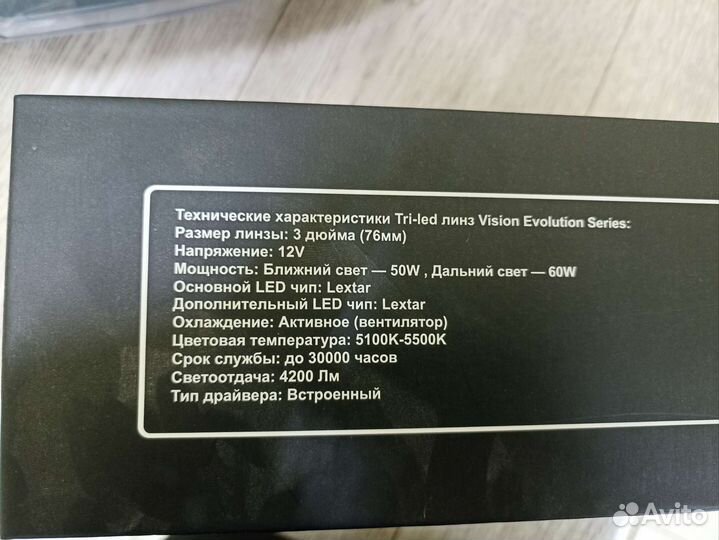 Технические характеристики Tri-led линз Vision Evolution Series:
Размер линзы: 3 дюйма (76мм)
Напряжение: 12V
Мощность: Ближний свет — 50W , Дальний свет — 60W
Основной LED чип: Lextar
Дополнительный LED чип: Lextar
Охлаждение: Активное (вентилятор)
Цветовая температура: 5100K-5500K
Срок службы: до 30000 часов
Светоотдача: 4200 Лм
Тип драйвера: Встроенный
Avito